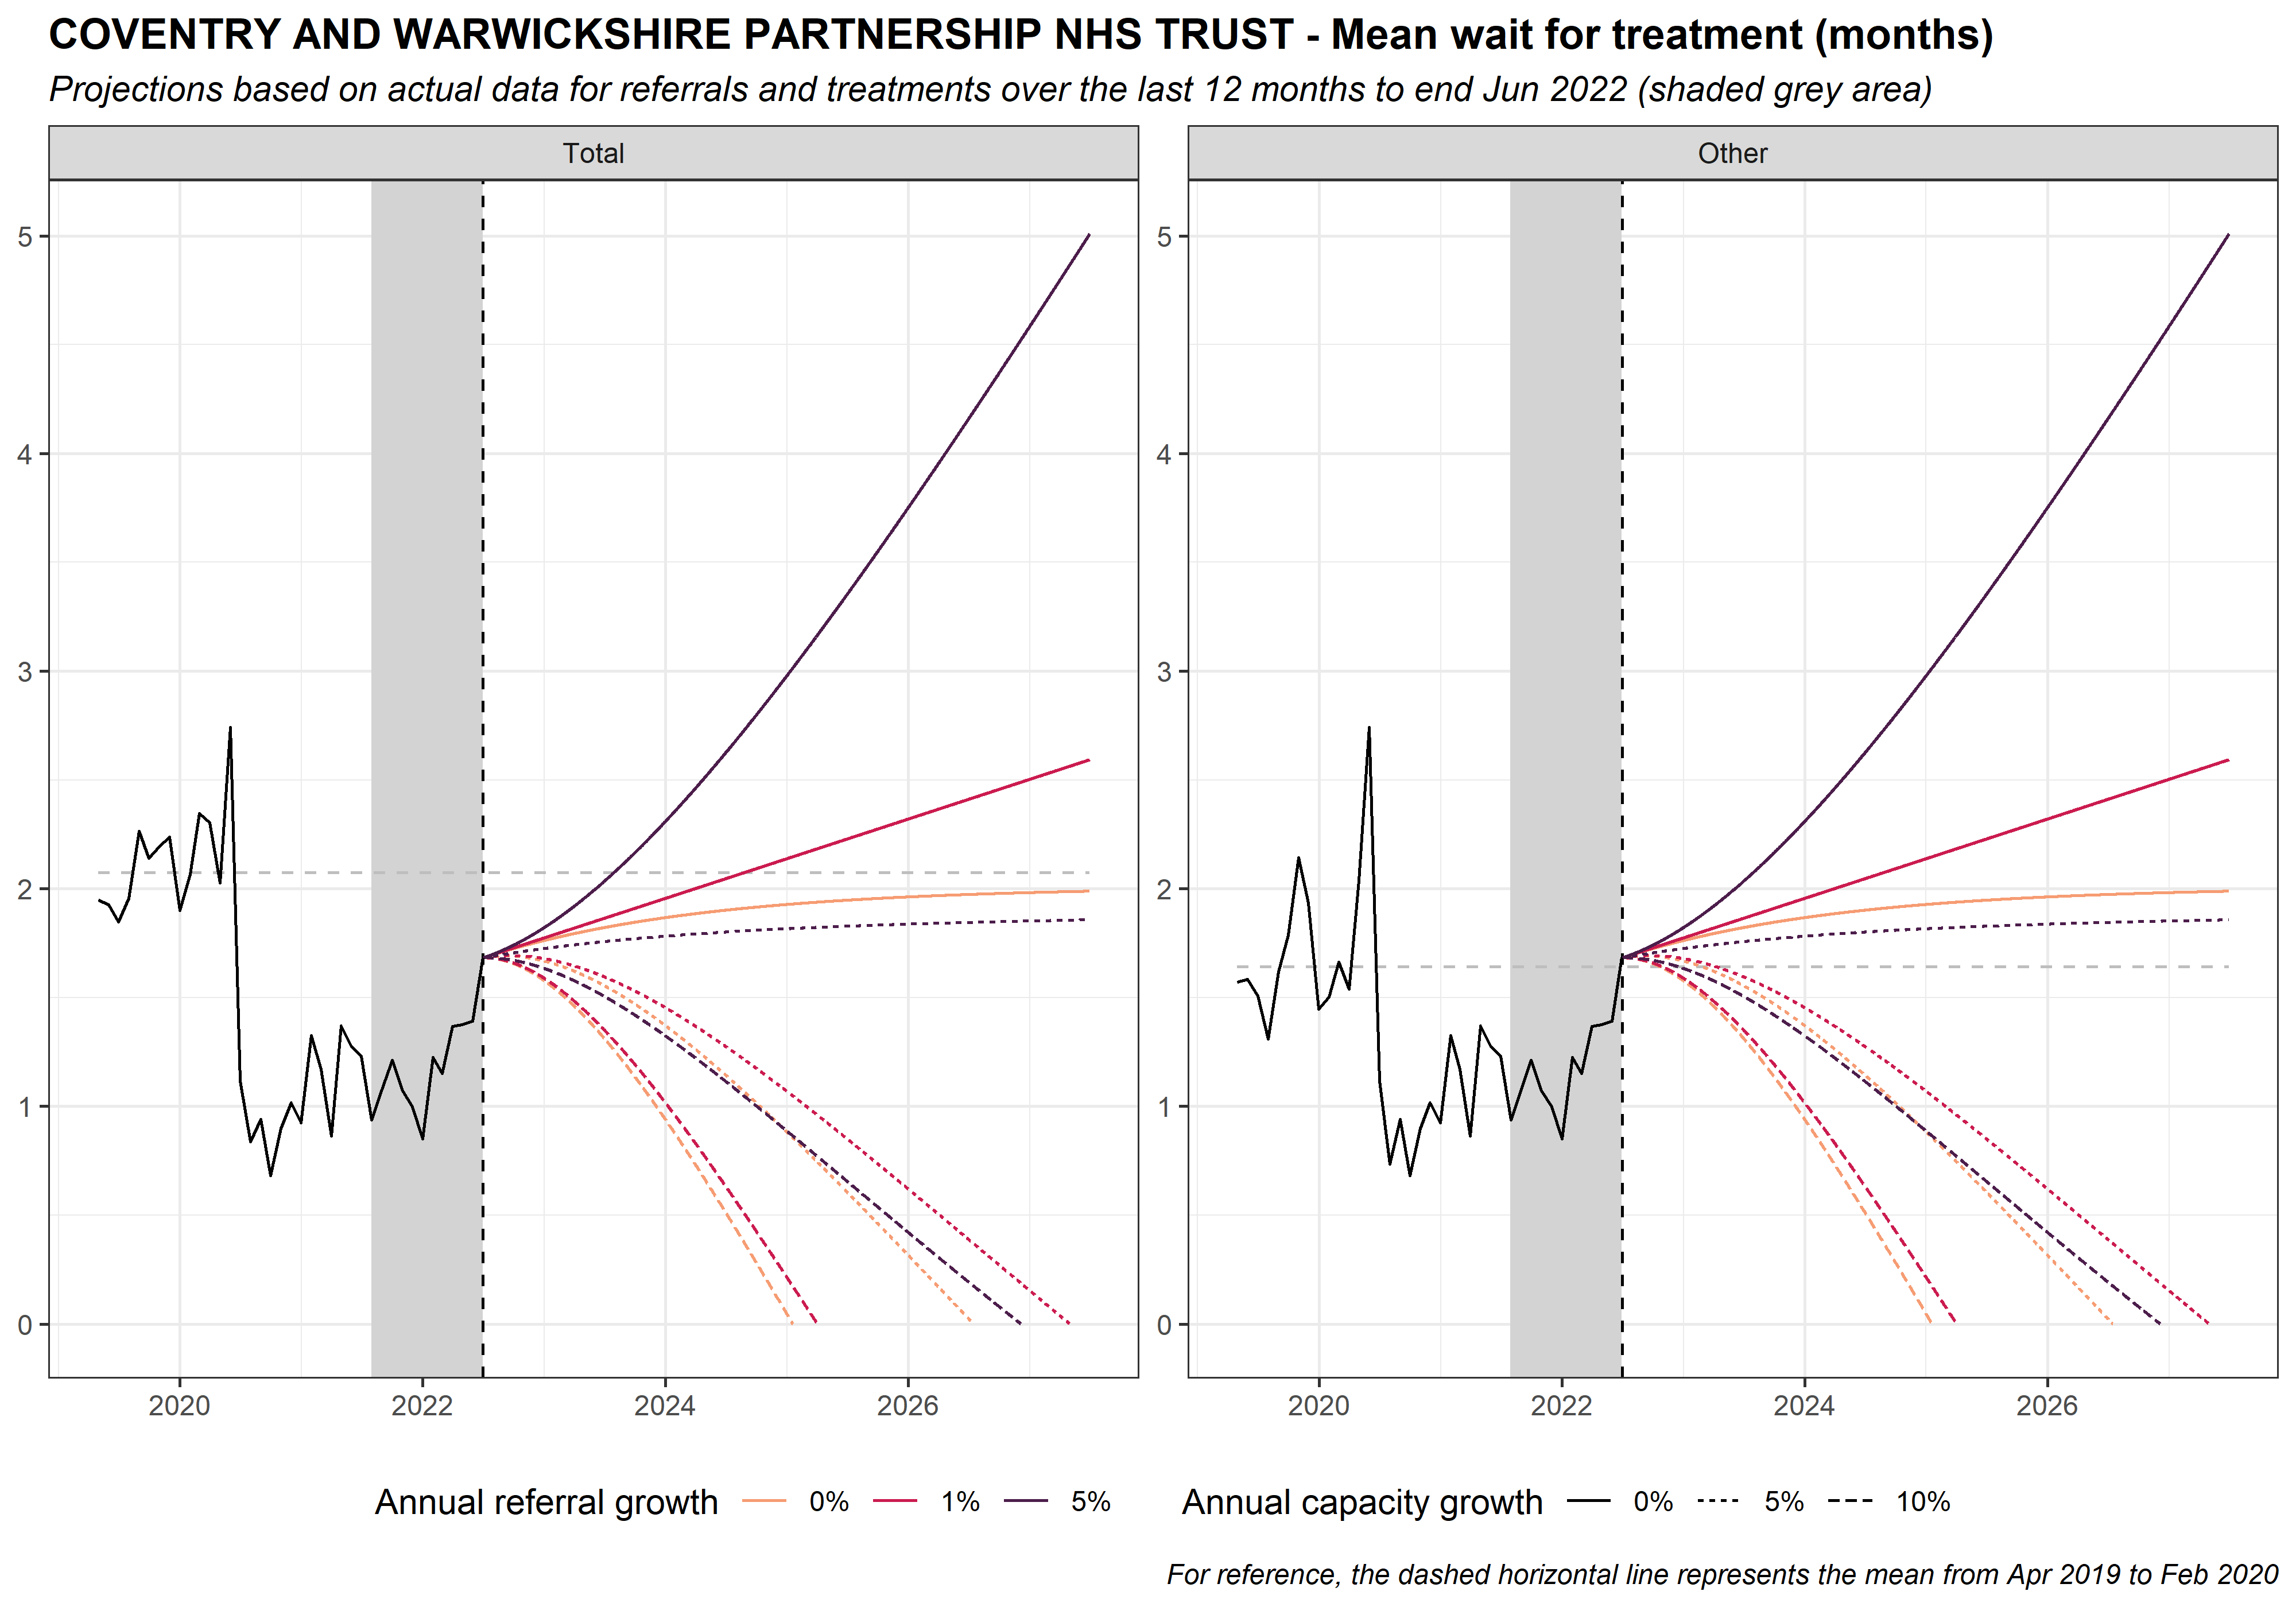 COVENTRY AND WARWICKSHIRE PARTNERSHIP NHS TRUST - Mean wait for treatment (months)
Projections based on actual data for referrals and treatments over the last 12 months to end Jun 2022 (shaded grey area)
Total
Other
5
4
3
2
1
0
5
4
3
2
1
0
2020 2022 2024 2026
2020 2022 2024 2026
Annual referral growth 0% 1% 5%
Annual capacity growth 0% 5% 10%
For reference, the dashed horizontal line represents the mean from Apr 2019 to Feb 2020